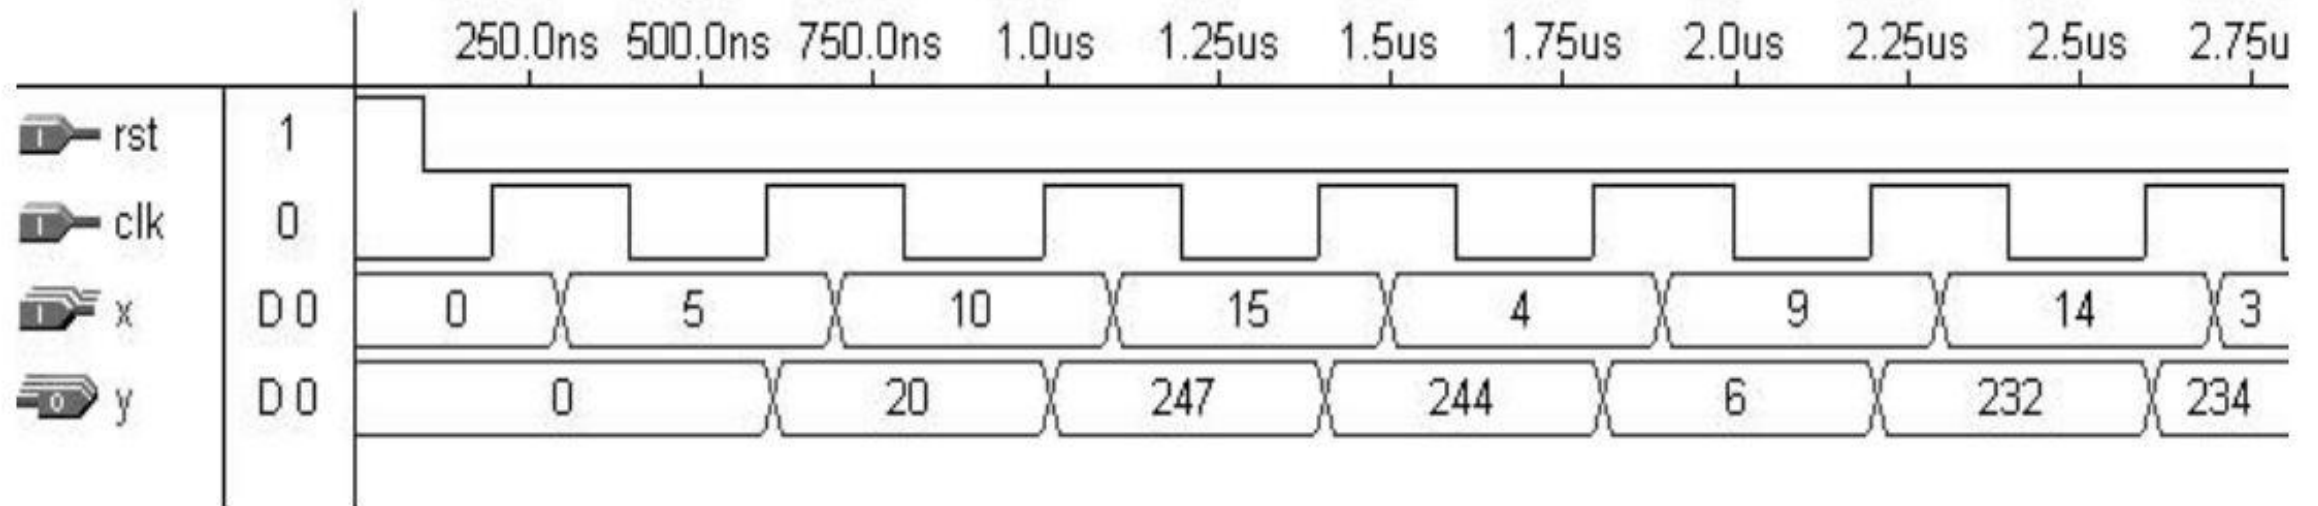 250.0ns 500.0ns 750.0ns 1.0us 1.25us 1.5us 1.75us 2.0us 2.25us 2.5us 2.75u
I rst 1
I clk 0
I x D 0 0 5 10 15 4 9 14 3
O y D 0 0 20 247 244 6 232 234